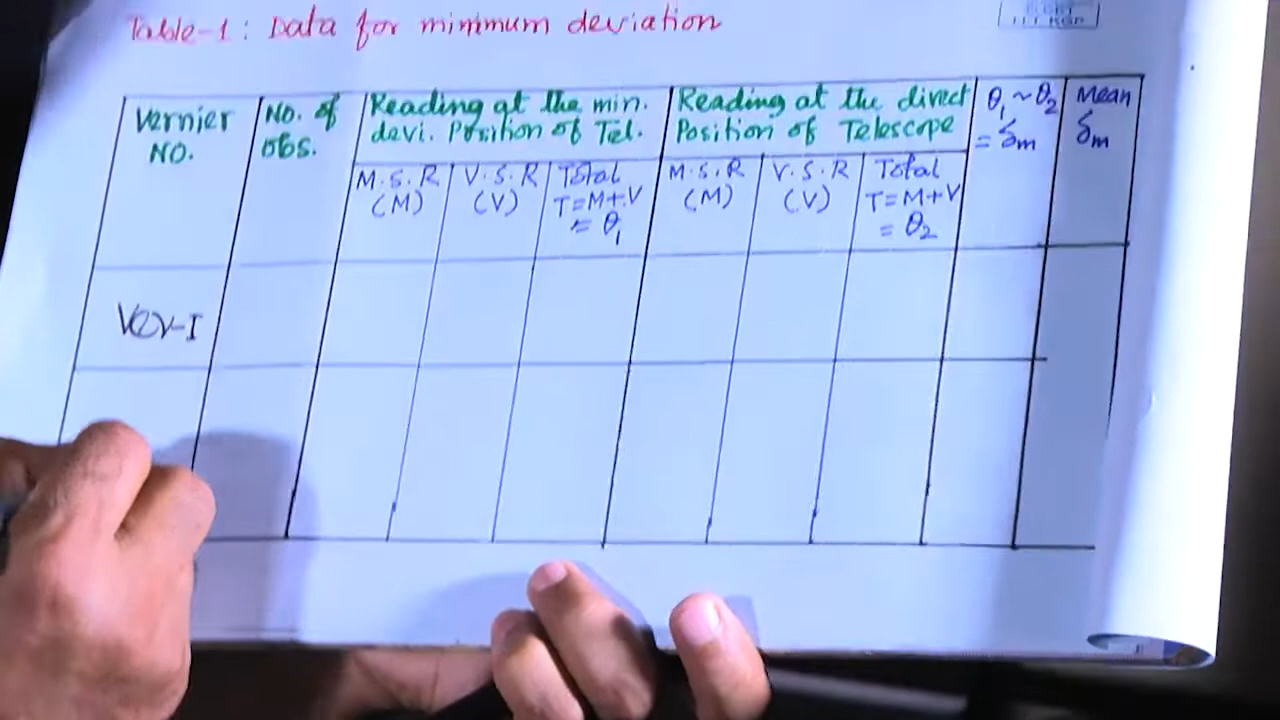 Table-1: Data for minimum deviation
Vernier
NO.
No. of
obs.
Reading at the min.
devi. Position of Tel.
Reading at the direct
Position of Telescope
θ₁ ~ θ₂
= δm
Mean
δm
M.S.R
(M)
V.S.R
(V)
Total
T=M+V
= θ₁
M.S.R
(M)
V.S.R
(V)
Total
T=M+V
= θ₂
Ver-I